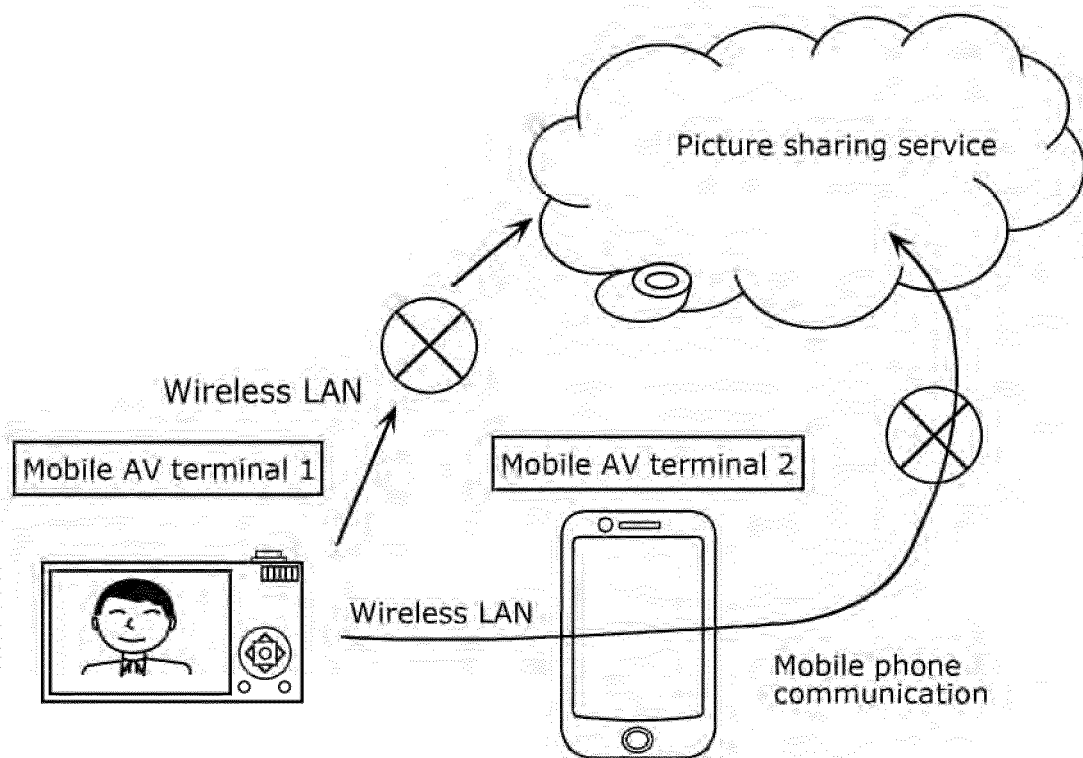 Picture sharing service
Wireless LAN
Mobile AV terminal 1
Mobile AV terminal 2
Wireless LAN
Mobile phone
communication